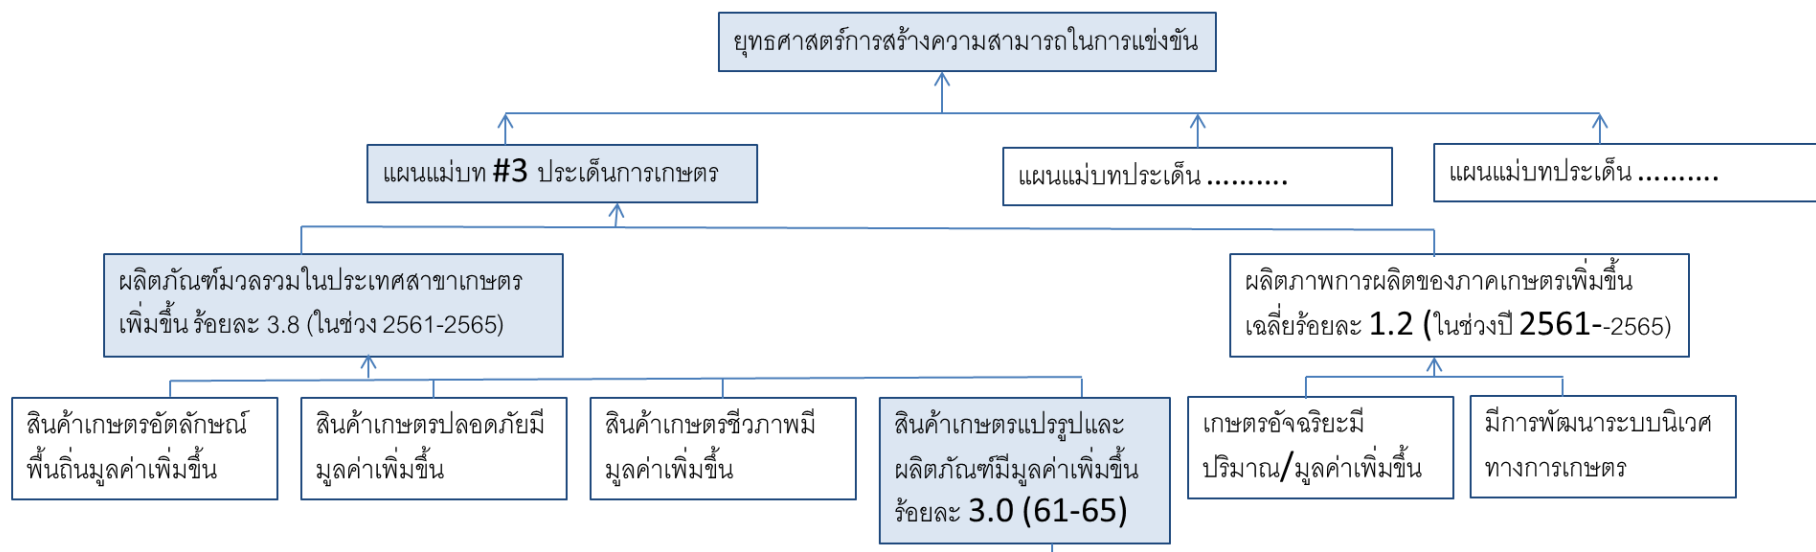 ยุทธศาสตร์การสร้างความสามารถในการแข่งขัน
แผนแม่บท #3 ประเด็นการเกษตร
แผนแม่บทประเด็น ..........
แผนแม่บทประเด็น ..........
ผลิตภัณฑ์มวลรวมในประเทศสาขาเกษตร
เพิ่มขึ้น ร้อยละ 3.8 (ในช่วง 2561-2565)
ผลิตภาพการผลิตของภาคเกษตรเพิ่มขึ้น
เฉลี่ยร้อยละ 1.2 (ในช่วงปี 2561--2565)
สินค้าเกษตรอัตลักษณ์
พื้นถิ่นมูลค่าเพิ่มขึ้น
สินค้าเกษตรปลอดภัยมี
มูลค่าเพิ่มขึ้น
สินค้าเกษตรชีวภาพมี
มูลค่าเพิ่มขึ้น
สินค้าเกษตรแปรรูปและ
ผลิตภัณฑ์มีมูลค่าเพิ่มขึ้น
ร้อยละ 3.0 (61-65)
เกษตรอัจฉริยะมี
ปริมาณ/มูลค่าเพิ่มขึ้น
มีการพัฒนาระบบนิเวศ
ทางการเกษตร